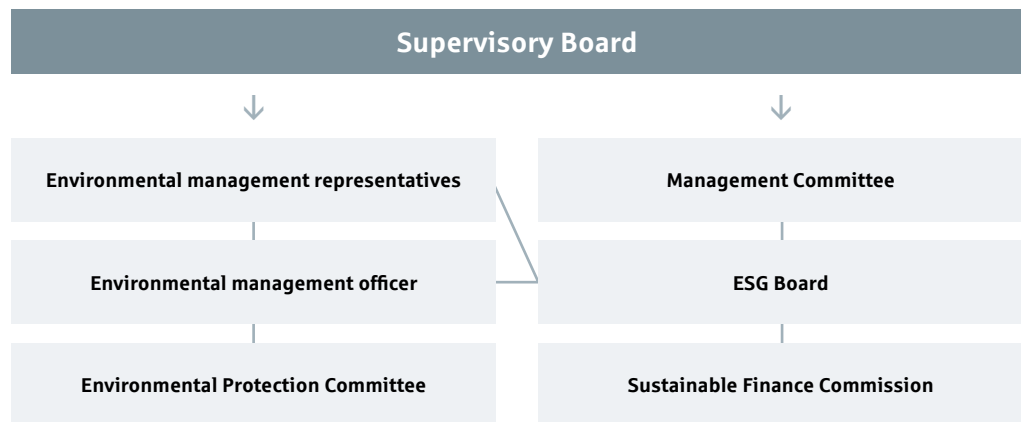 Supervisory Board
Environmental management representatives
Management Committee
Environmental management officer
ESG Board
Environmental Protection Committee
Sustainable Finance Commission